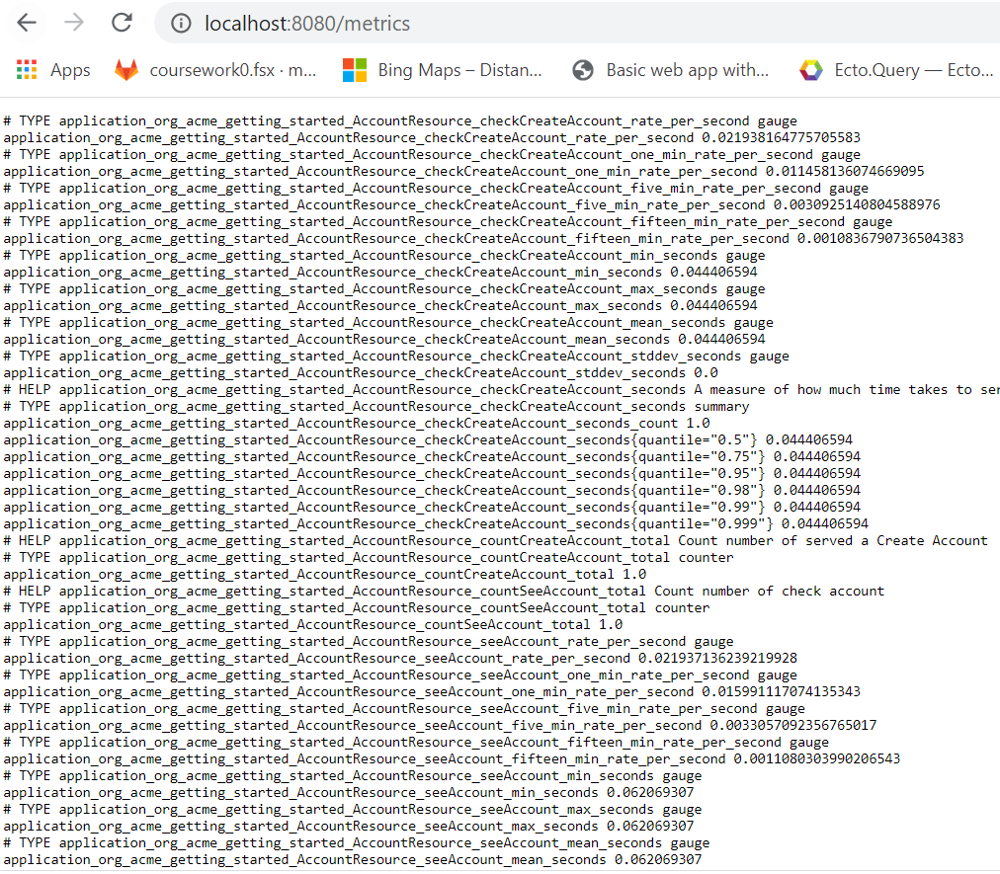 localhost:8080/metrics
Apps coursework0.fsx · m... Bing Maps – Distan... Basic web app with... Ecto.Query — Ecto...
# TYPE application_org_acme_getting_started_AccountResource_checkCreateAccount_rate_per_second gauge
application_org_acme_getting_started_AccountResource_checkCreateAccount_rate_per_second 0.021938164775705583
# TYPE application_org_acme_getting_started_AccountResource_checkCreateAccount_one_min_rate_per_second gauge
application_org_acme_getting_started_AccountResource_checkCreateAccount_one_min_rate_per_second 0.011458136074669095
# TYPE application_org_acme_getting_started_AccountResource_checkCreateAccount_five_min_rate_per_second gauge
application_org_acme_getting_started_AccountResource_checkCreateAccount_five_min_rate_per_second 0.0030925140804588976
# TYPE application_org_acme_getting_started_AccountResource_checkCreateAccount_fifteen_min_rate_per_second gauge
application_org_acme_getting_started_AccountResource_checkCreateAccount_fifteen_min_rate_per_second 0.0010836790736504383
# TYPE application_org_acme_getting_started_AccountResource_checkCreateAccount_min_seconds gauge
application_org_acme_getting_started_AccountResource_checkCreateAccount_min_seconds 0.044406594
# TYPE application_org_acme_getting_started_AccountResource_checkCreateAccount_max_seconds gauge
application_org_acme_getting_started_AccountResource_checkCreateAccount_max_seconds 0.044406594
# TYPE application_org_acme_getting_started_AccountResource_checkCreateAccount_mean_seconds gauge
application_org_acme_getting_started_AccountResource_checkCreateAccount_mean_seconds 0.044406594
# TYPE application_org_acme_getting_started_AccountResource_checkCreateAccount_stddev_seconds gauge
application_org_acme_getting_started_AccountResource_checkCreateAccount_stddev_seconds 0.0
# HELP application_org_acme_getting_started_AccountResource_checkCreateAccount_seconds A measure of how much time takes to ser
# TYPE application_org_acme_getting_started_AccountResource_checkCreateAccount_seconds summary
application_org_acme_getting_started_AccountResource_checkCreateAccount_seconds_count 1.0
application_org_acme_getting_started_AccountResource_checkCreateAccount_seconds{quantile="0.5"} 0.044406594
application_org_acme_getting_started_AccountResource_checkCreateAccount_seconds{quantile="0.75"} 0.044406594
application_org_acme_getting_started_AccountResource_checkCreateAccount_seconds{quantile="0.95"} 0.044406594
application_org_acme_getting_started_AccountResource_checkCreateAccount_seconds{quantile="0.98"} 0.044406594
application_org_acme_getting_started_AccountResource_checkCreateAccount_seconds{quantile="0.99"} 0.044406594
application_org_acme_getting_started_AccountResource_checkCreateAccount_seconds{quantile="0.999"} 0.044406594
# HELP application_org_acme_getting_started_AccountResource_countCreateAccount_total Count number of served a Create Account
# TYPE application_org_acme_getting_started_AccountResource_countCreateAccount_total counter
application_org_acme_getting_started_AccountResource_countCreateAccount_total 1.0
# HELP application_org_acme_getting_started_AccountResource_countSeeAccount_total Count number of check account
# TYPE application_org_acme_getting_started_AccountResource_countSeeAccount_total counter
application_org_acme_getting_started_AccountResource_countSeeAccount_total 1.0
# TYPE application_org_acme_getting_started_AccountResource_seeAccount_rate_per_second gauge
application_org_acme_getting_started_AccountResource_seeAccount_rate_per_second 0.021937136239219928
# TYPE application_org_acme_getting_started_AccountResource_seeAccount_one_min_rate_per_second gauge
application_org_acme_getting_started_AccountResource_seeAccount_one_min_rate_per_second 0.015991117074135343
# TYPE application_org_acme_getting_started_AccountResource_seeAccount_five_min_rate_per_second gauge
application_org_acme_getting_started_AccountResource_seeAccount_five_min_rate_per_second 0.0033057092356765017
# TYPE application_org_acme_getting_started_AccountResource_seeAccount_fifteen_min_rate_per_second gauge
application_org_acme_getting_started_AccountResource_seeAccount_fifteen_min_rate_per_second 0.0011080303990206543
# TYPE application_org_acme_getting_started_AccountResource_seeAccount_min_seconds gauge
application_org_acme_getting_started_AccountResource_seeAccount_min_seconds 0.062069307
# TYPE application_org_acme_getting_started_AccountResource_seeAccount_max_seconds gauge
application_org_acme_getting_started_AccountResource_seeAccount_max_seconds 0.062069307
# TYPE application_org_acme_getting_started_AccountResource_seeAccount_mean_seconds gauge
application_org_acme_getting_started_AccountResource_seeAccount_mean_seconds 0.062069307